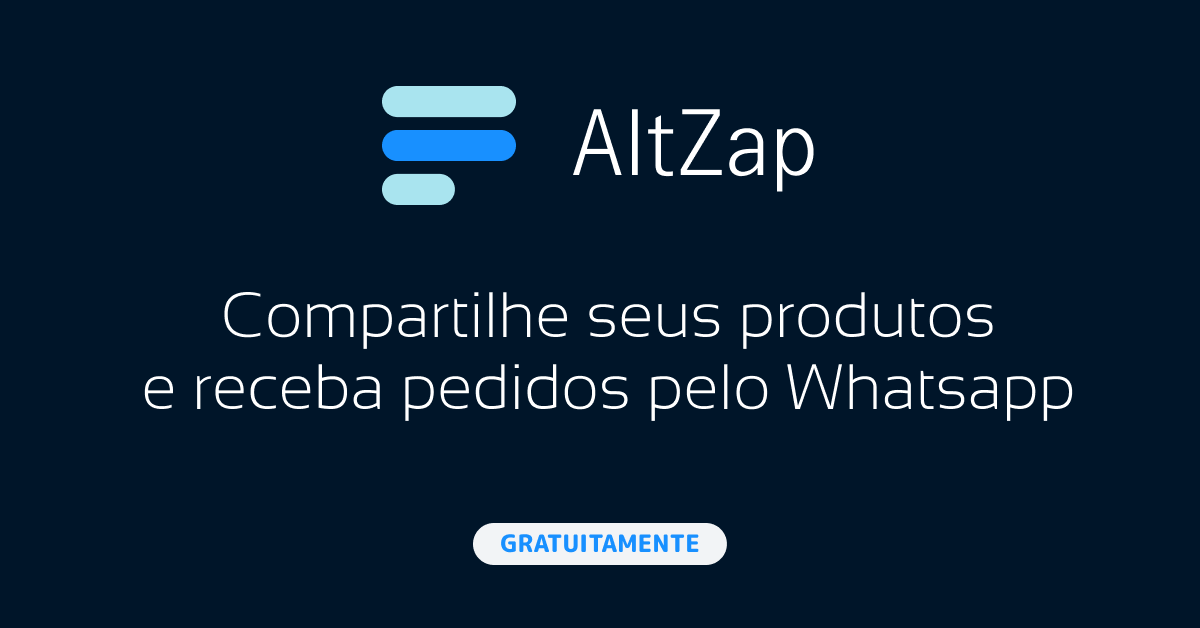 AltZap
Compartilhe seus produtos
e receba pedidos pelo Whatsapp
GRATUITAMENTE